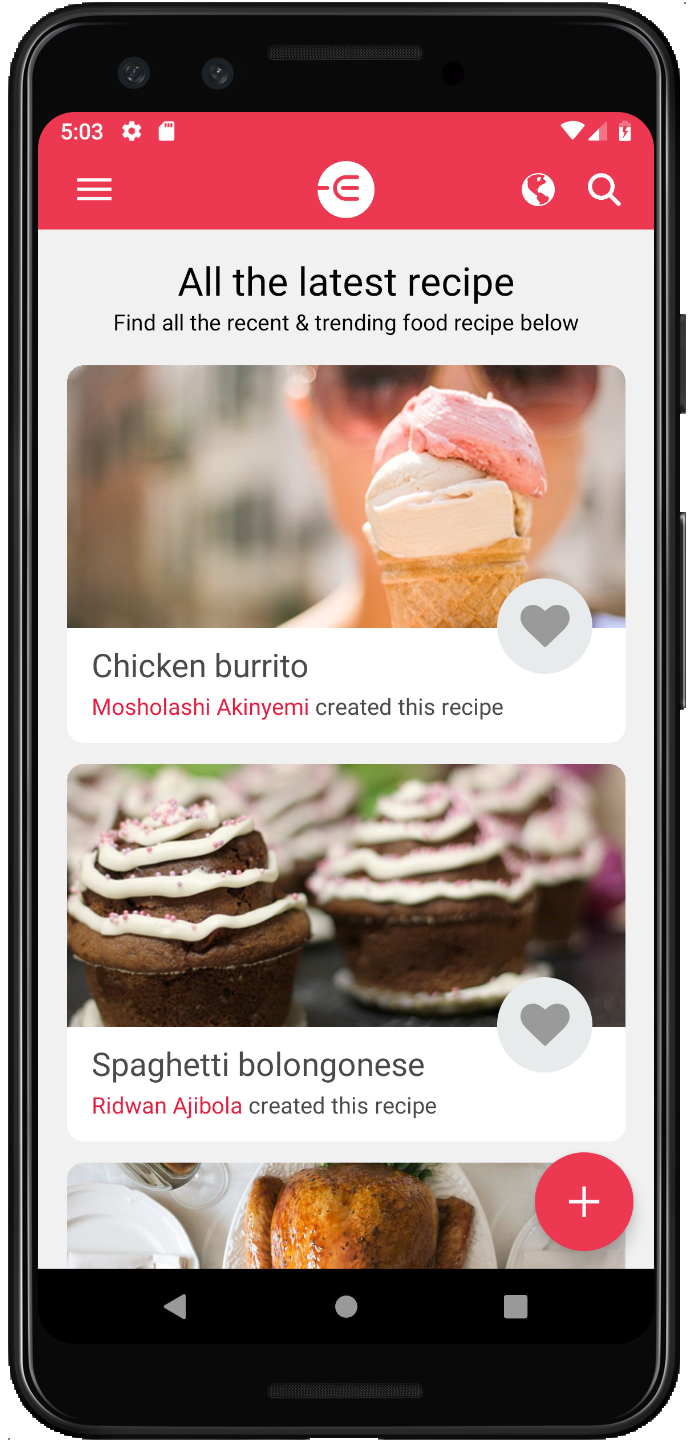 5:03
All the latest recipe
Find all the recent & trending food recipe below
Chicken burrito
Mosholashi Akinyemi created this recipe
Spaghetti bolongonese
Ridwan Ajibola created this recipe